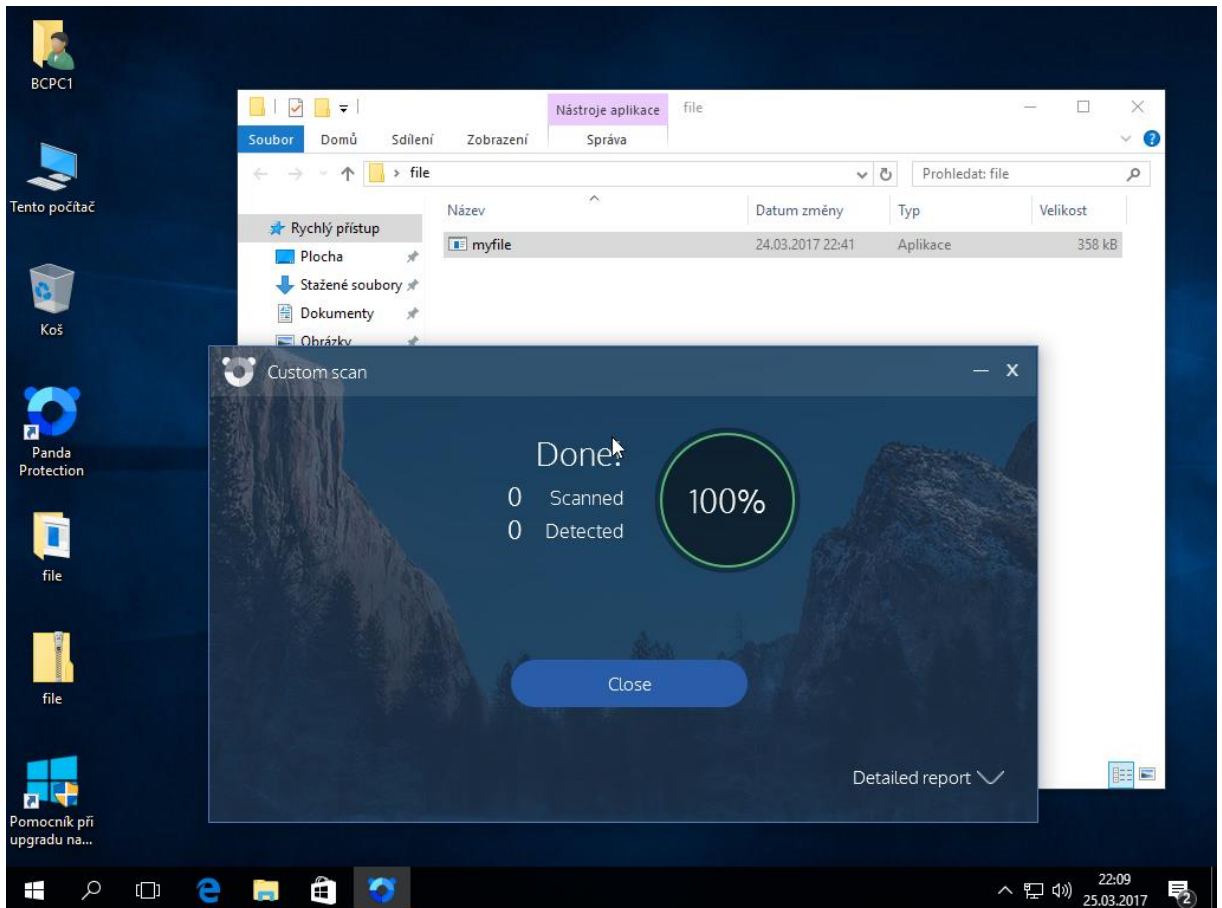 BCPC1
Tento počítač
Koš
Panda
Protection
file
file
Pomocník při
upgradu na...
Nástroje aplikace
file
Soubor
Domů
Sdílení
Zobrazení
Správa
› file
Prohledat: file
Rychlý přístup
Plocha
Stažené soubory
Dokumenty
Obrázky
Název
Datum změny
Typ
Velikost
myfile
24.03.2017 22:41
Aplikace
358 kB
Custom scan
X
Done!
0 Scanned
0 Detected
100%
Close
Detailed report
22:09
25.03.2017
2